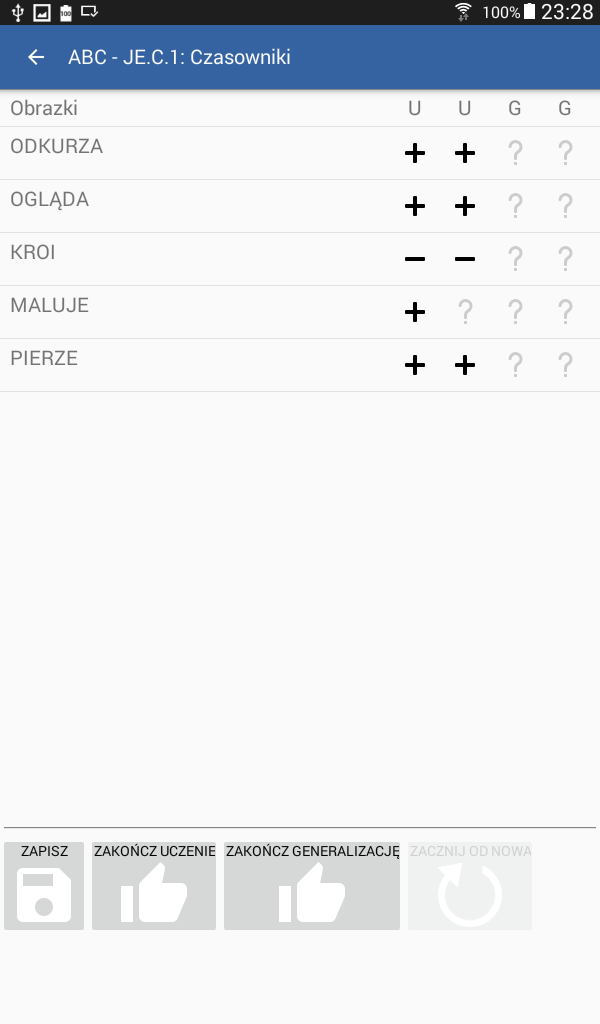 100% 23:28
ABC - JE.C.1: Czasowniki
Obrazki U U G G
ODKURZA + + ? ?
OGLĄDA + + ? ?
KROI − − ? ?
MALUJE + ? ? ?
PIERZE + + ? ?
ZAPISZ ZAKOŃCZ UCZENIE ZAKOŃCZ GENERALIZACJĘ ZACZNIJ OD NOWA